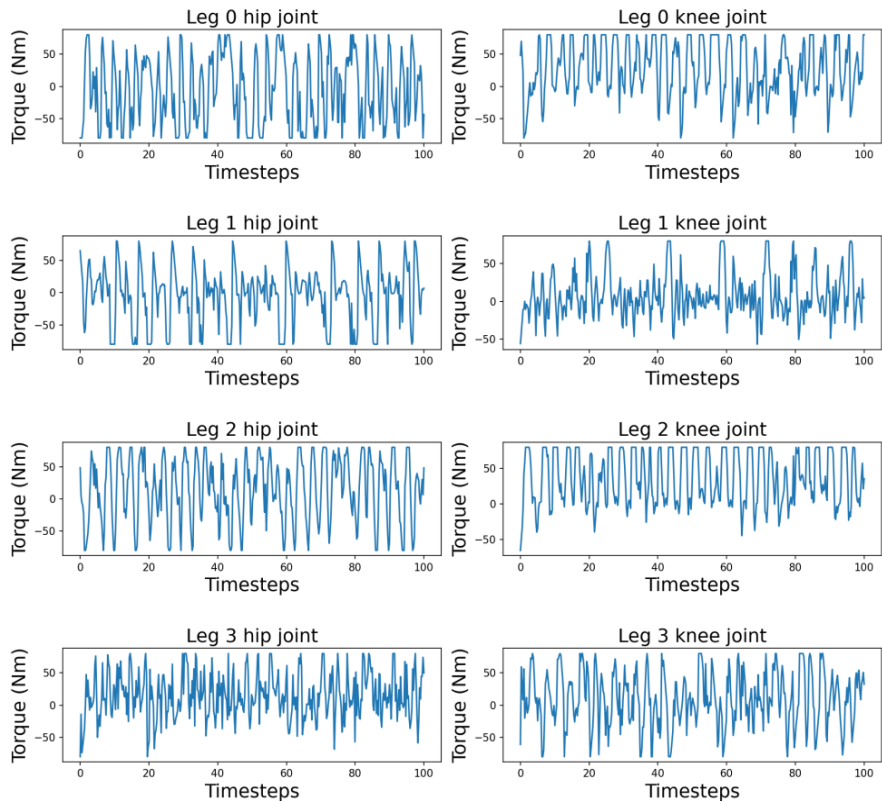 Leg 0 hip joint
Torque (Nm)
50
0
−50
0 20 40 60 80 100
Timesteps
Leg 0 knee joint
Torque (Nm)
50
0
−50
0 20 40 60 80 100
Timesteps
Leg 1 hip joint
Torque (Nm)
50
0
−50
0 20 40 60 80 100
Timesteps
Leg 1 knee joint
Torque (Nm)
50
0
−50
0 20 40 60 80 100
Timesteps
Leg 2 hip joint
Torque (Nm)
50
0
−50
0 20 40 60 80 100
Timesteps
Leg 2 knee joint
Torque (Nm)
50
0
−50
0 20 40 60 80 100
Timesteps
Leg 3 hip joint
Torque (Nm)
50
0
−50
0 20 40 60 80 100
Timesteps
Leg 3 knee joint
Torque (Nm)
50
0
−50
0 20 40 60 80 100
Timesteps